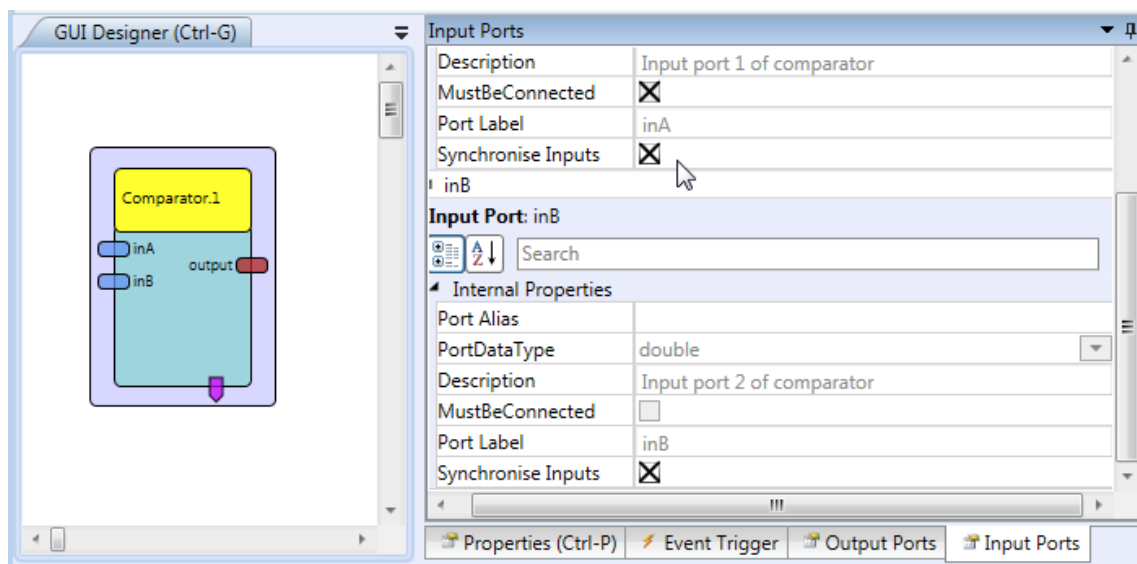 GUI Designer (Ctrl-G)
Comparator.1
inA
output
inB
Input Ports
Description Input port 1 of comparator
MustBeConnected
Port Label inA
Synchronise Inputs
inB
Input Port: inB
A Z Search
Internal Properties
Port Alias
PortDataType double
Description Input port 2 of comparator
MustBeConnected
Port Label inB
Synchronise Inputs
Properties (Ctrl-P) Event Trigger Output Ports Input Ports